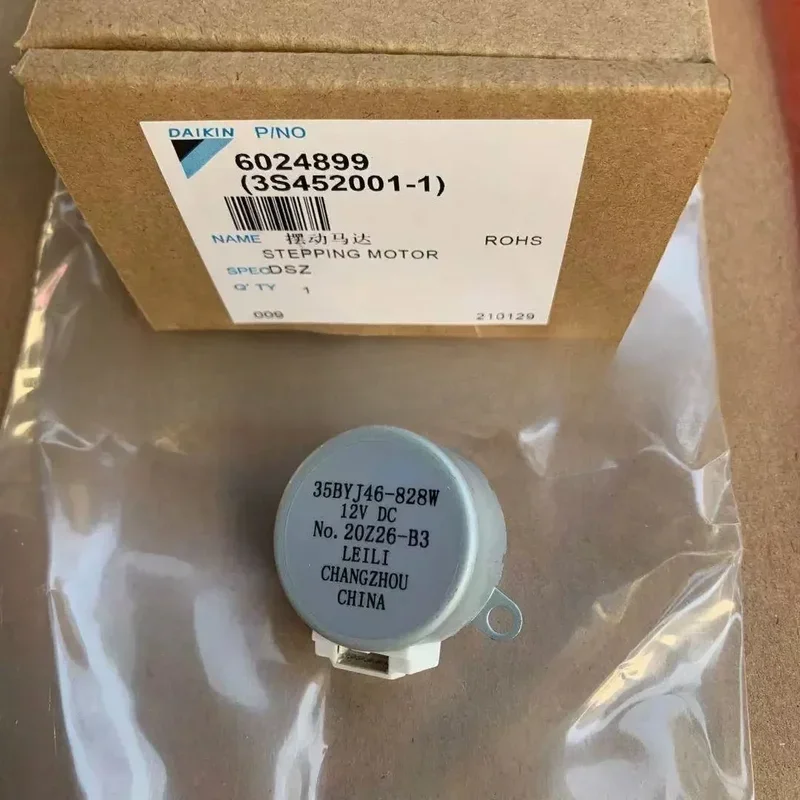 DAIKIN P/NO
6024899
(3S452001-1)
NAME 摆动马达 ROHS
STEPPING MOTOR
SPEC DSZ
Q'TY 1
009 210129
35BYJ46-828W
12V DC
No. 20Z26-B3
LEILI
CHANGZHOU
CHINA